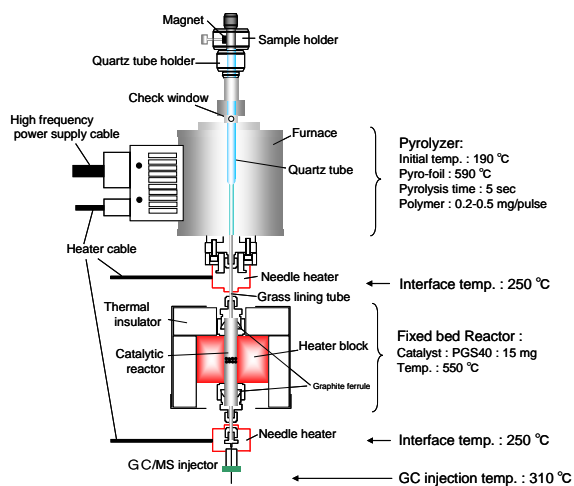 Magnet
Sample holder
Quartz tube holder
Check window
High frequency
power supply cable
Furnace
Quartz tube
Pyrolyzer:
Initial temp. : 190 °C
Pyro-foil : 590 °C
Pyrolysis time : 5 sec
Polymer : 0.2-0.5 mg/pulse
Heater cable
Needle heater
Interface temp. : 250 °C
Grass lining tube
Thermal
insulator
Catalytic
reactor
Heater block
Graphite ferrule
Fixed bed Reactor :
Catalyst : PGS40 : 15 mg
Temp. : 550 °C
Needle heater
Interface temp. : 250 °C
GC/MS injector
GC injection temp. : 310 °C